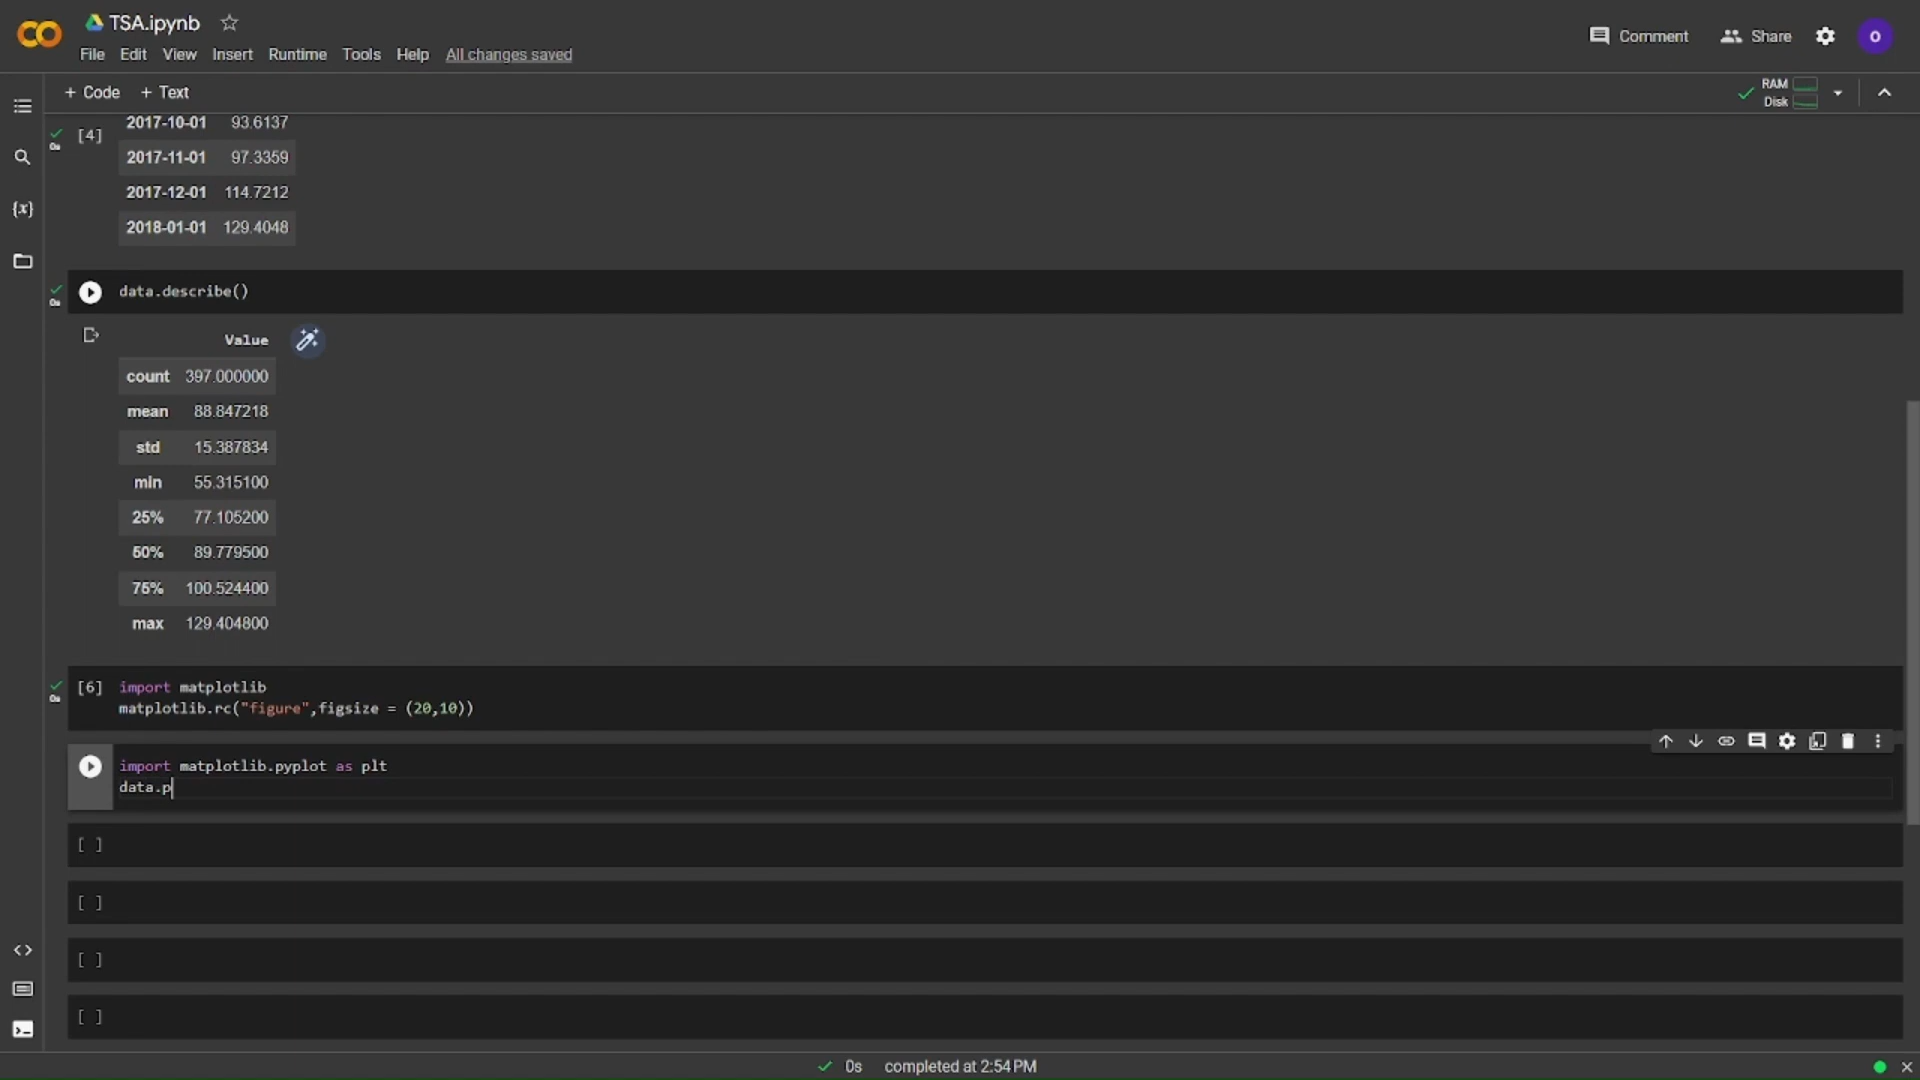 TSA.ipynb
Comment
Share
O
File Edit View Insert Runtime Tools Help All changes saved
+ Code + Text
RAM
Disk
[4]
2017-10-01 93.6137
0s
2017-11-01 97.3359
2017-12-01 114.7212
2018-01-01 129.4048
{x}
data.describe()
0s
Value
count 397.000000
mean 88.847218
std 15.387834
min 55.315100
25% 77.105200
50% 89.779500
75% 100.524400
max 129.404800
[6] import matplotlib
0s
matplotlib.rc("figure",figsize = (20,10))
import matplotlib.pyplot as plt
data.p
[ ]
[ ]
[ ]
[ ]
0s completed at 2:54 PM